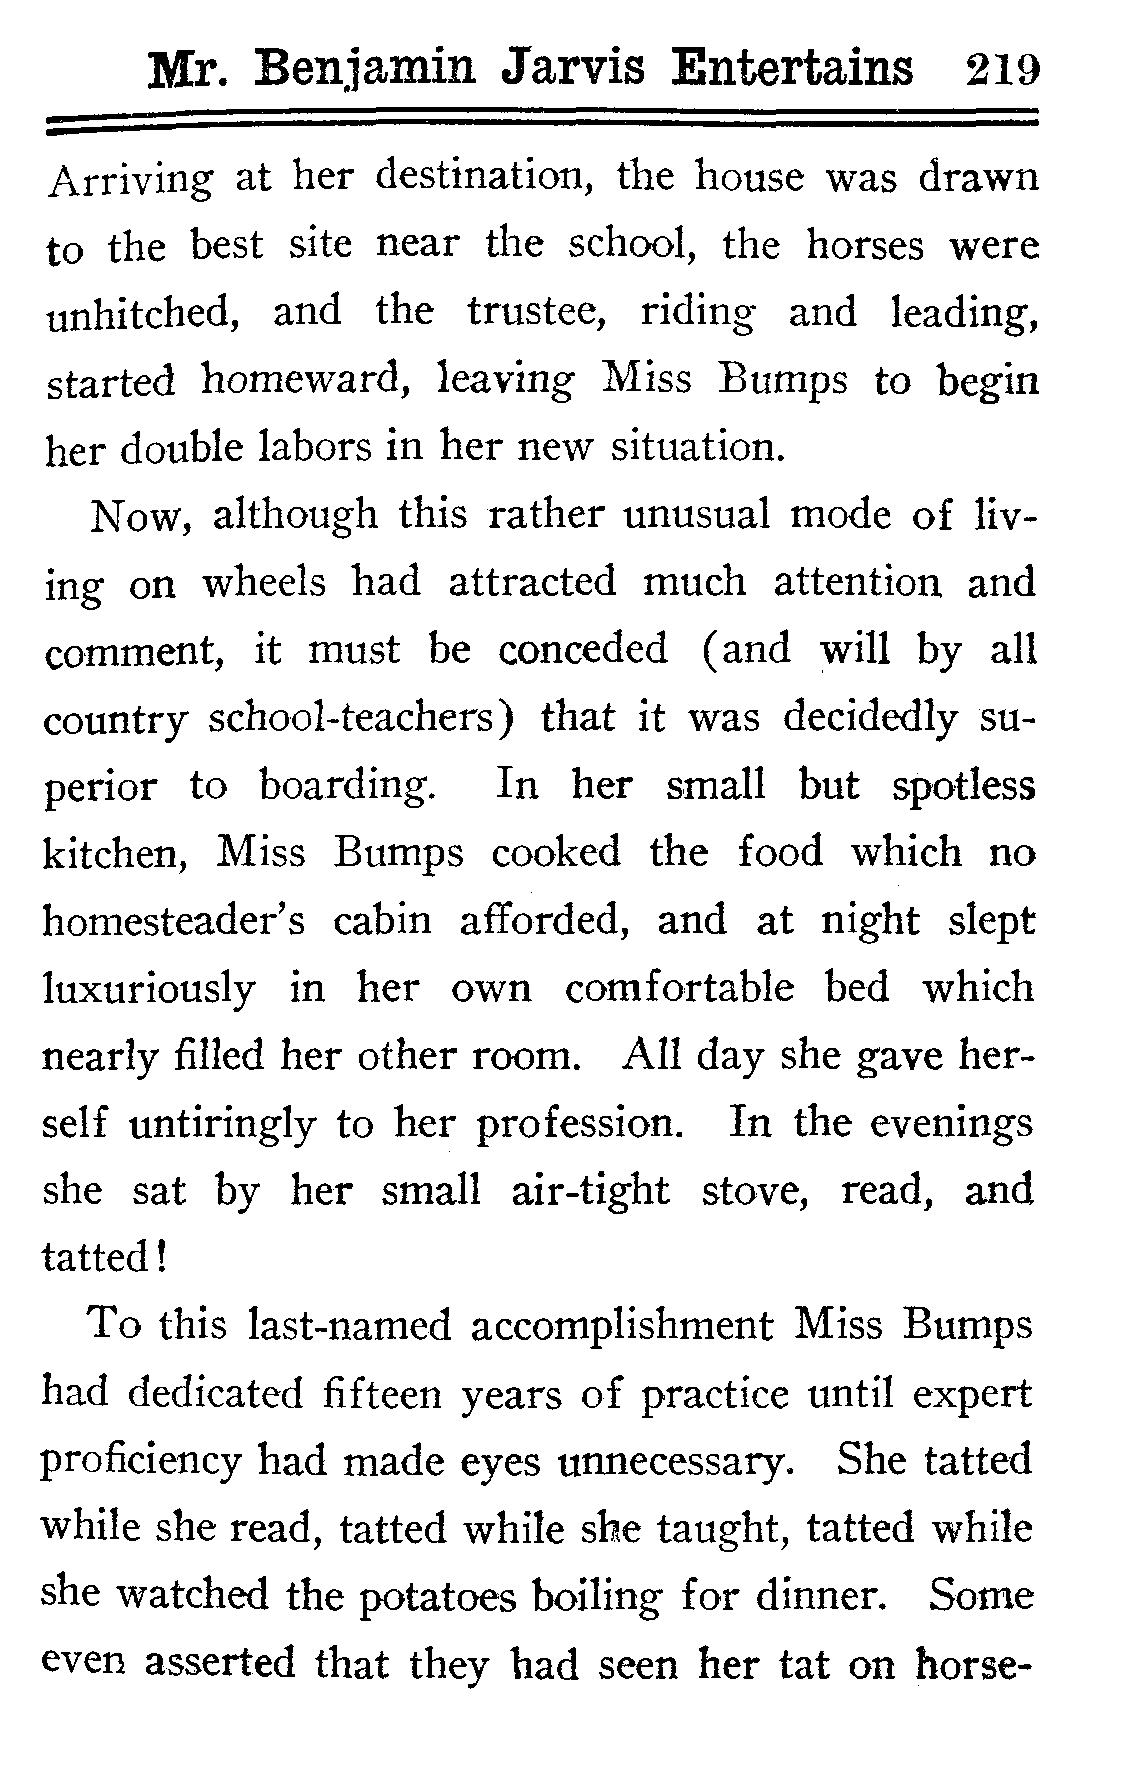 Mr. Benjamin Jarvis Entertains 219
Arriving at her destination, the house was drawn
to the best site near the school, the horses were
unhitched, and the trustee, riding and leading,
started homeward, leaving Miss Bumps to begin
her double labors in her new situation.
Now, although this rather unusual mode of liv-
ing on wheels had attracted much attention and
comment, it must be conceded (and will by all
country school-teachers) that it was decidedly su-
perior to boarding. In her small but spotless
kitchen, Miss Bumps cooked the food which no
homesteader's cabin afforded, and at night slept
luxuriously in her own comfortable bed which
nearly filled her other room. All day she gave her-
self untiringly to her profession. In the evenings
she sat by her small air-tight stove, read, and
tatted!
To this last-named accomplishment Miss Bumps
had dedicated fifteen years of practice until expert
proficiency had made eyes unnecessary. She tatted
while she read, tatted while she taught, tatted while
she watched the potatoes boiling for dinner. Some
even asserted that they had seen her tat on horse-